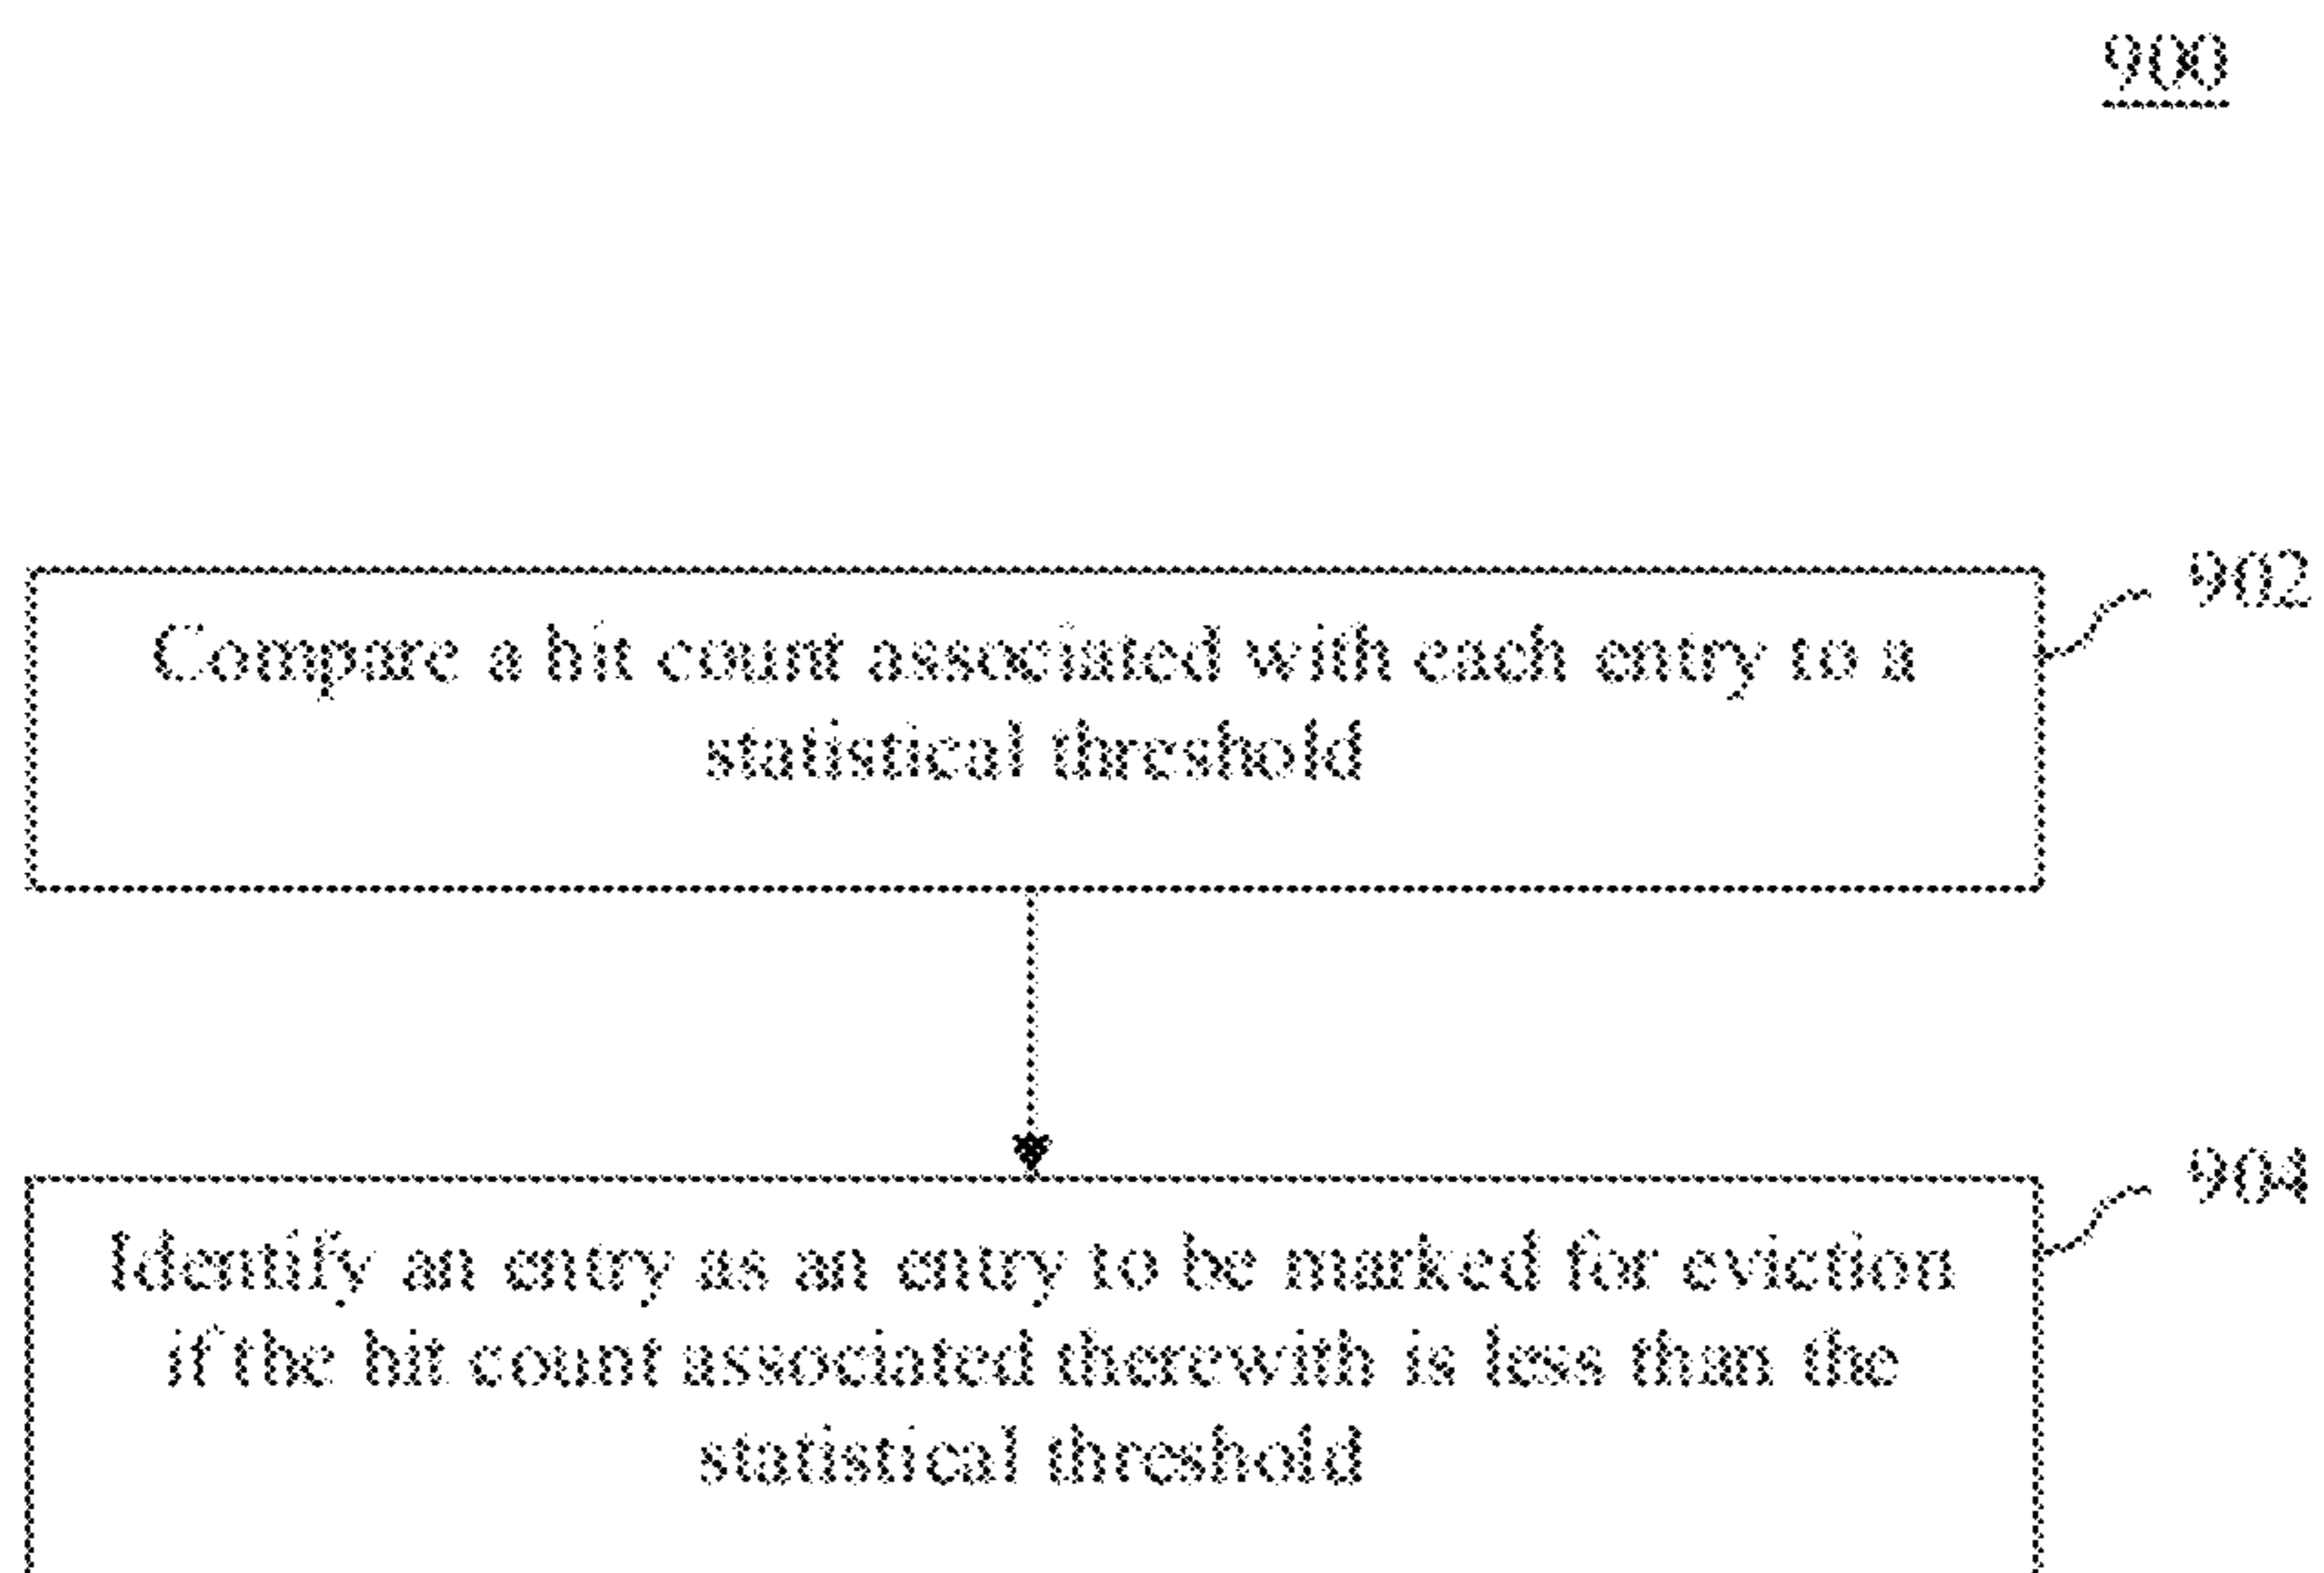 900
902
Compare a hit count associated with each entry to a
statistical threshold
904
Identify an entry as an entry to be marked for eviction
if the hit count associated therewith is less than the
statistical threshold